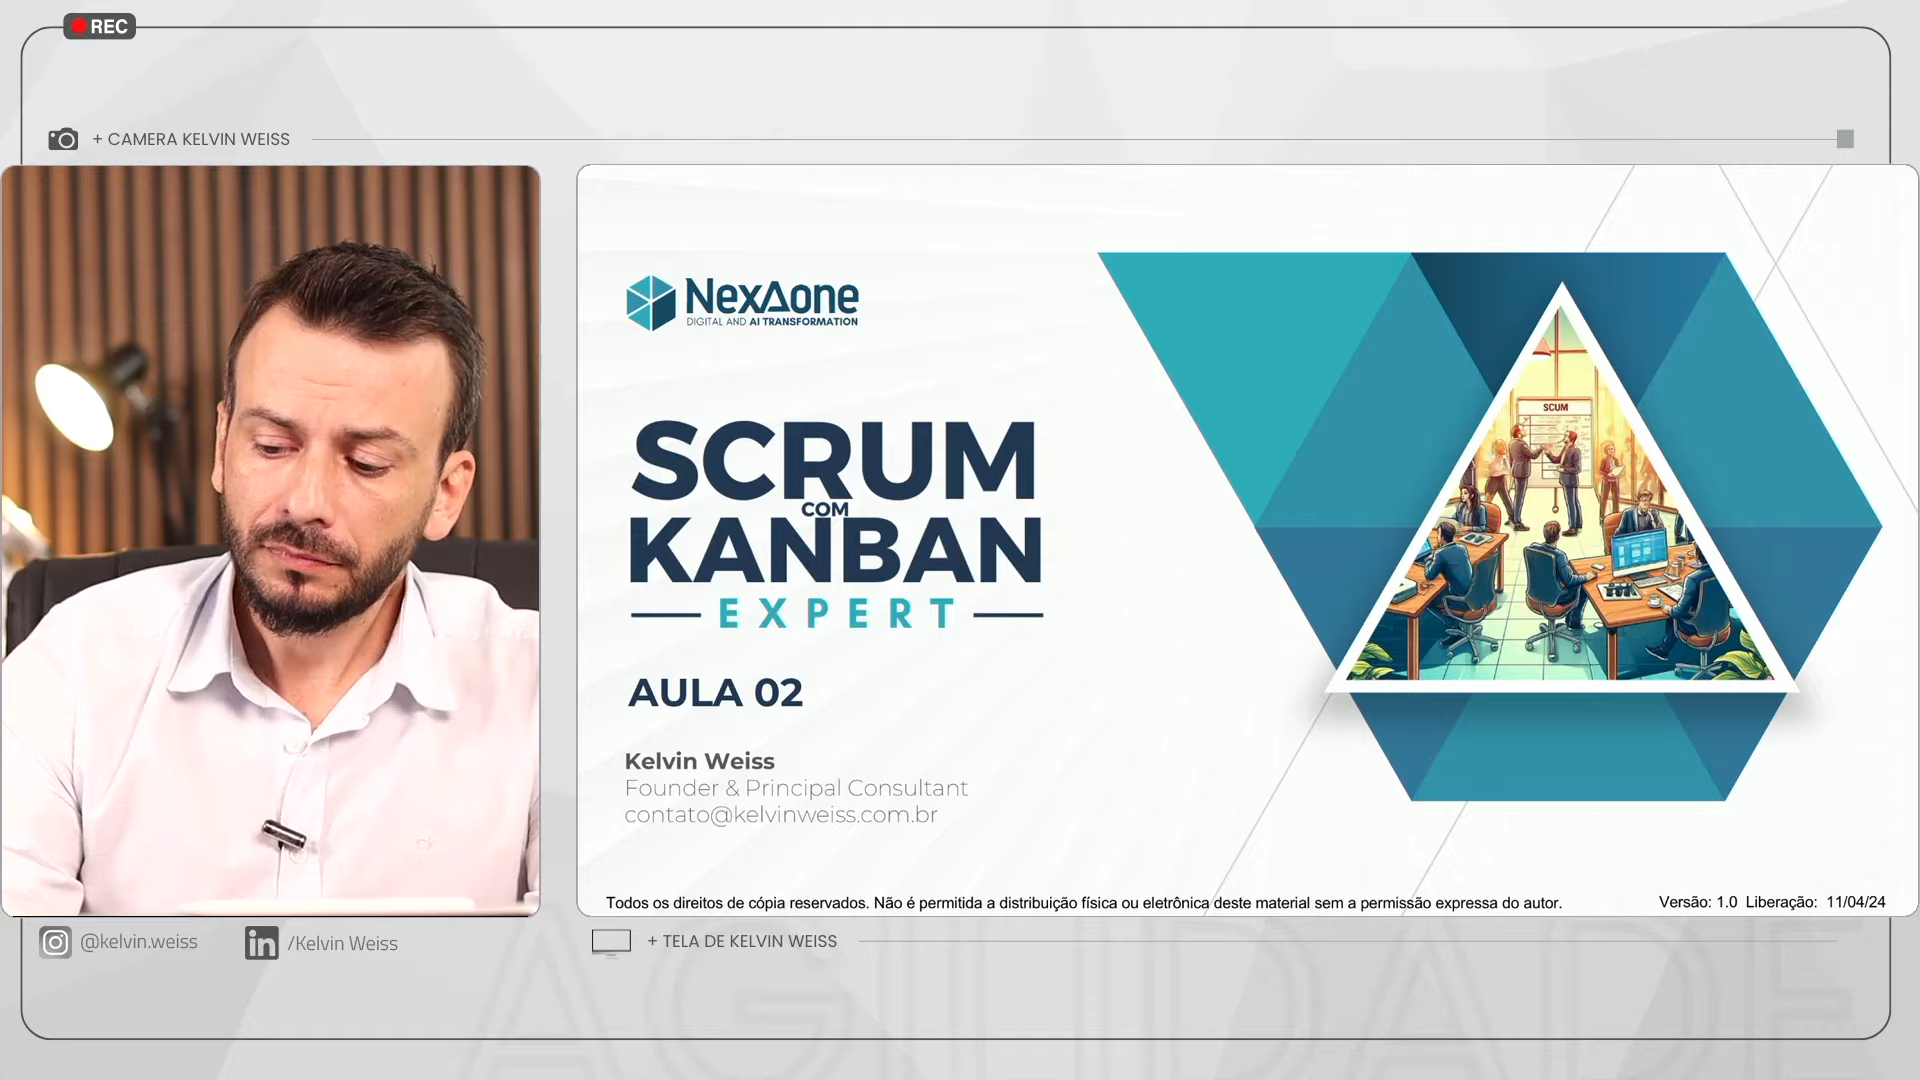 REC
+ CAMERA KELVIN WEISS
NexΔone
DIGITAL AND AI TRANSFORMATION
SCRUM
COM
KANBAN
EXPERT
AULA 02
Kelvin Weiss
Founder & Principal Consultant
contato@kelvinweiss.com.br
SCUM
Todos os direitos de cópia reservados. Não é permitida a distribuição física ou eletrônica deste material sem a permissão expressa do autor.
Versão: 1.0 Liberação: 11/04/24
@kelvin.weiss
/Kelvin Weiss
+ TELA DE KELVIN WEISS
AGILIDADE